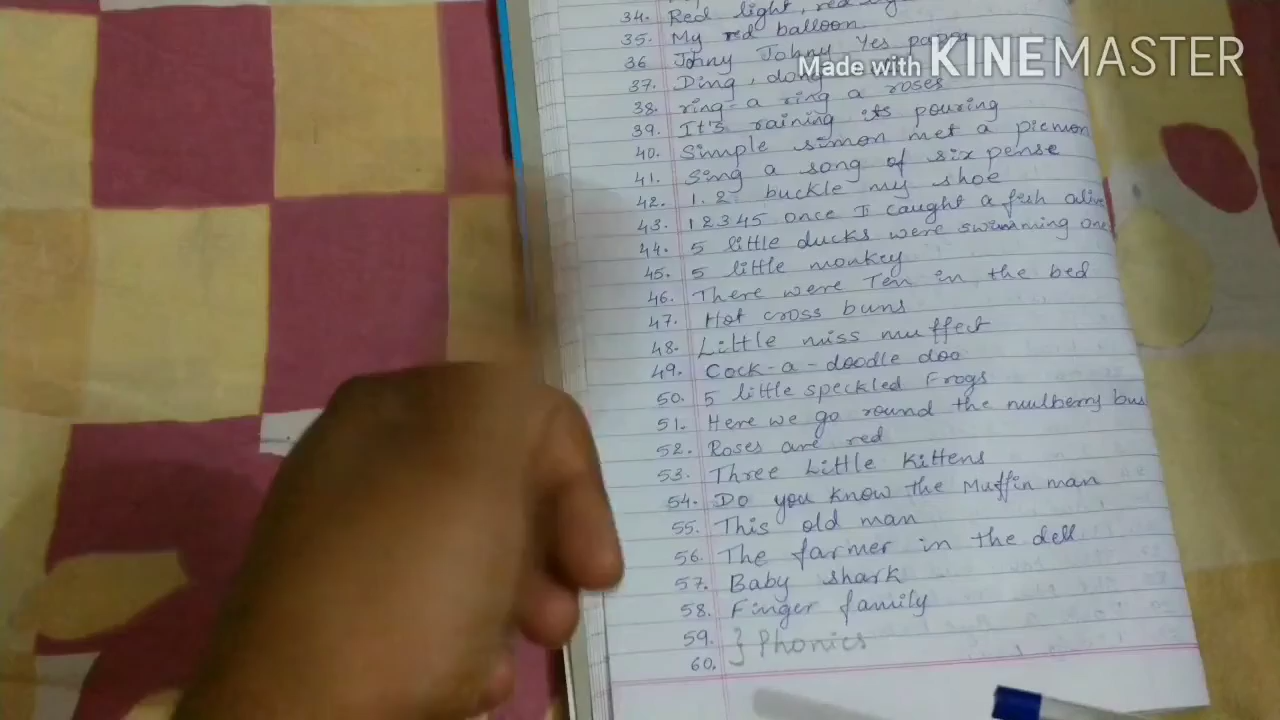 34. Red light, red
35. My red balloon
Made with KINEMASTER
36 Johny Johny Yes papa
37. Ding, dong
38. ring-a ring a roses
39. It's raining its pouring
40. Simple simon met a piemon
41. Sing a song of six pense
42. 1. 2 buckle my shoe
43. 12345 once I caught a fish alive
44. 5 little ducks were swimming one
45. 5 little monkey
46. There were Ten in the bed
47. Hot cross buns
48. Little miss muffect
49. Cock-a-doodle doo
50. 5 little speckled Frogs
51. Here we go round the mulberry bus
52. Roses are red
53. Three Little Kittens
54. Do you know the Muffin man
55. This old man
56. The farmer in the dell
57. Baby shark
58. Finger family
59. } Phonics
60.